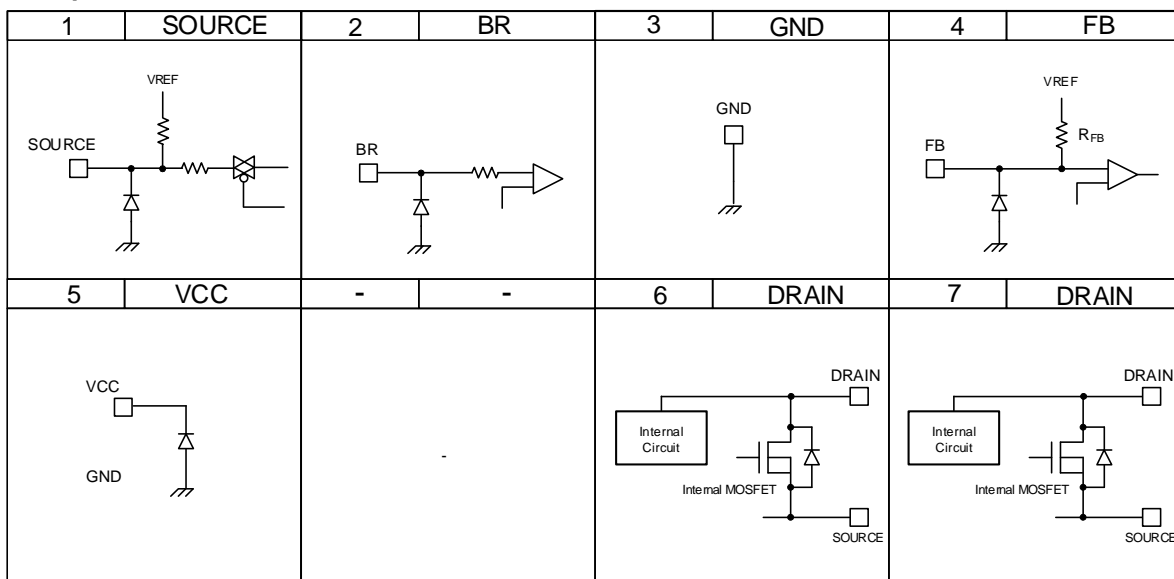 1 SOURCE 2 BR 3 GND 4 FB
VREF
SOURCE
BR
GND
VREF
RFB
FB
5 VCC - - 6 DRAIN 7 DRAIN
VCC
GND
-
DRAIN
Internal
Circuit
Internal MOSFET
SOURCE
DRAIN
Internal
Circuit
Internal MOSFET
SOURCE